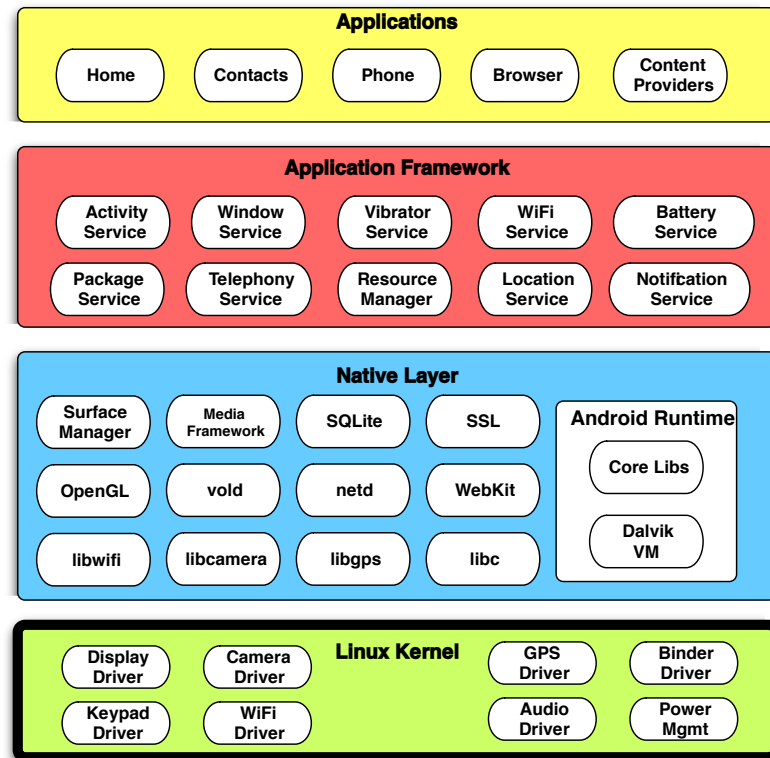 Applications
Home
Contacts
Phone
Browser
Content
Providers
Application Framework
Activity
Service
Window
Service
Vibrator
Service
WiFi
Service
Battery
Service
Package
Service
Telephony
Service
Resource
Manager
Location
Service
Notification
Service
Native Layer
Surface
Manager
Media
Framework
SQLite
SSL
OpenGL
vold
netd
WebKit
libwifi
libcamera
libgps
libc
Android Runtime
Core Libs
Dalvik
VM
Linux Kernel
Display
Driver
Camera
Driver
GPS
Driver
Binder
Driver
Keypad
Driver
WiFi
Driver
Audio
Driver
Power
Mgmt